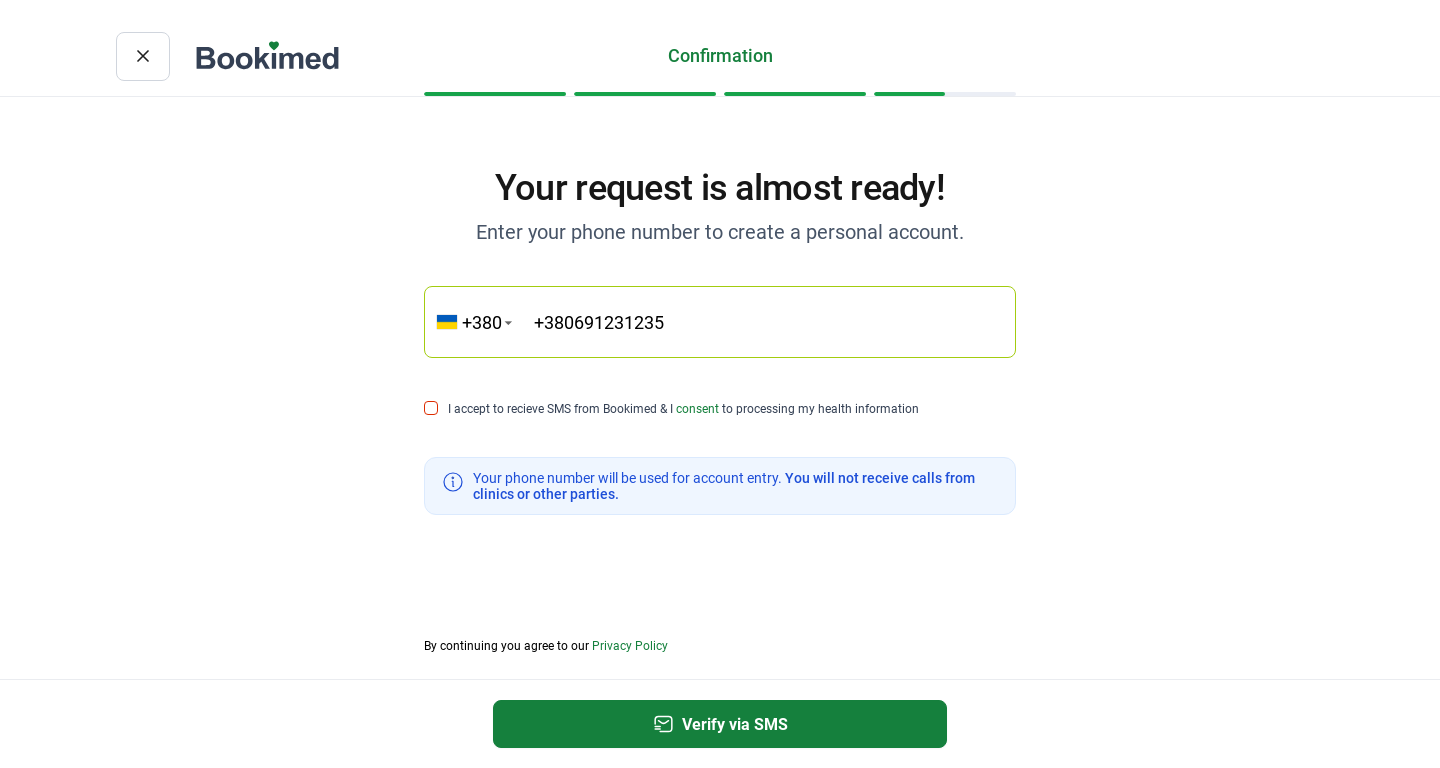 Bookimed
Confirmation
Your request is almost ready!
Enter your phone number to create a personal account.
+380 +380691231235
I accept to recieve SMS from Bookimed & I consent to processing my health information
Your phone number will be used for account entry. You will not receive calls from
clinics or other parties.
By continuing you agree to our Privacy Policy
Verify via SMS